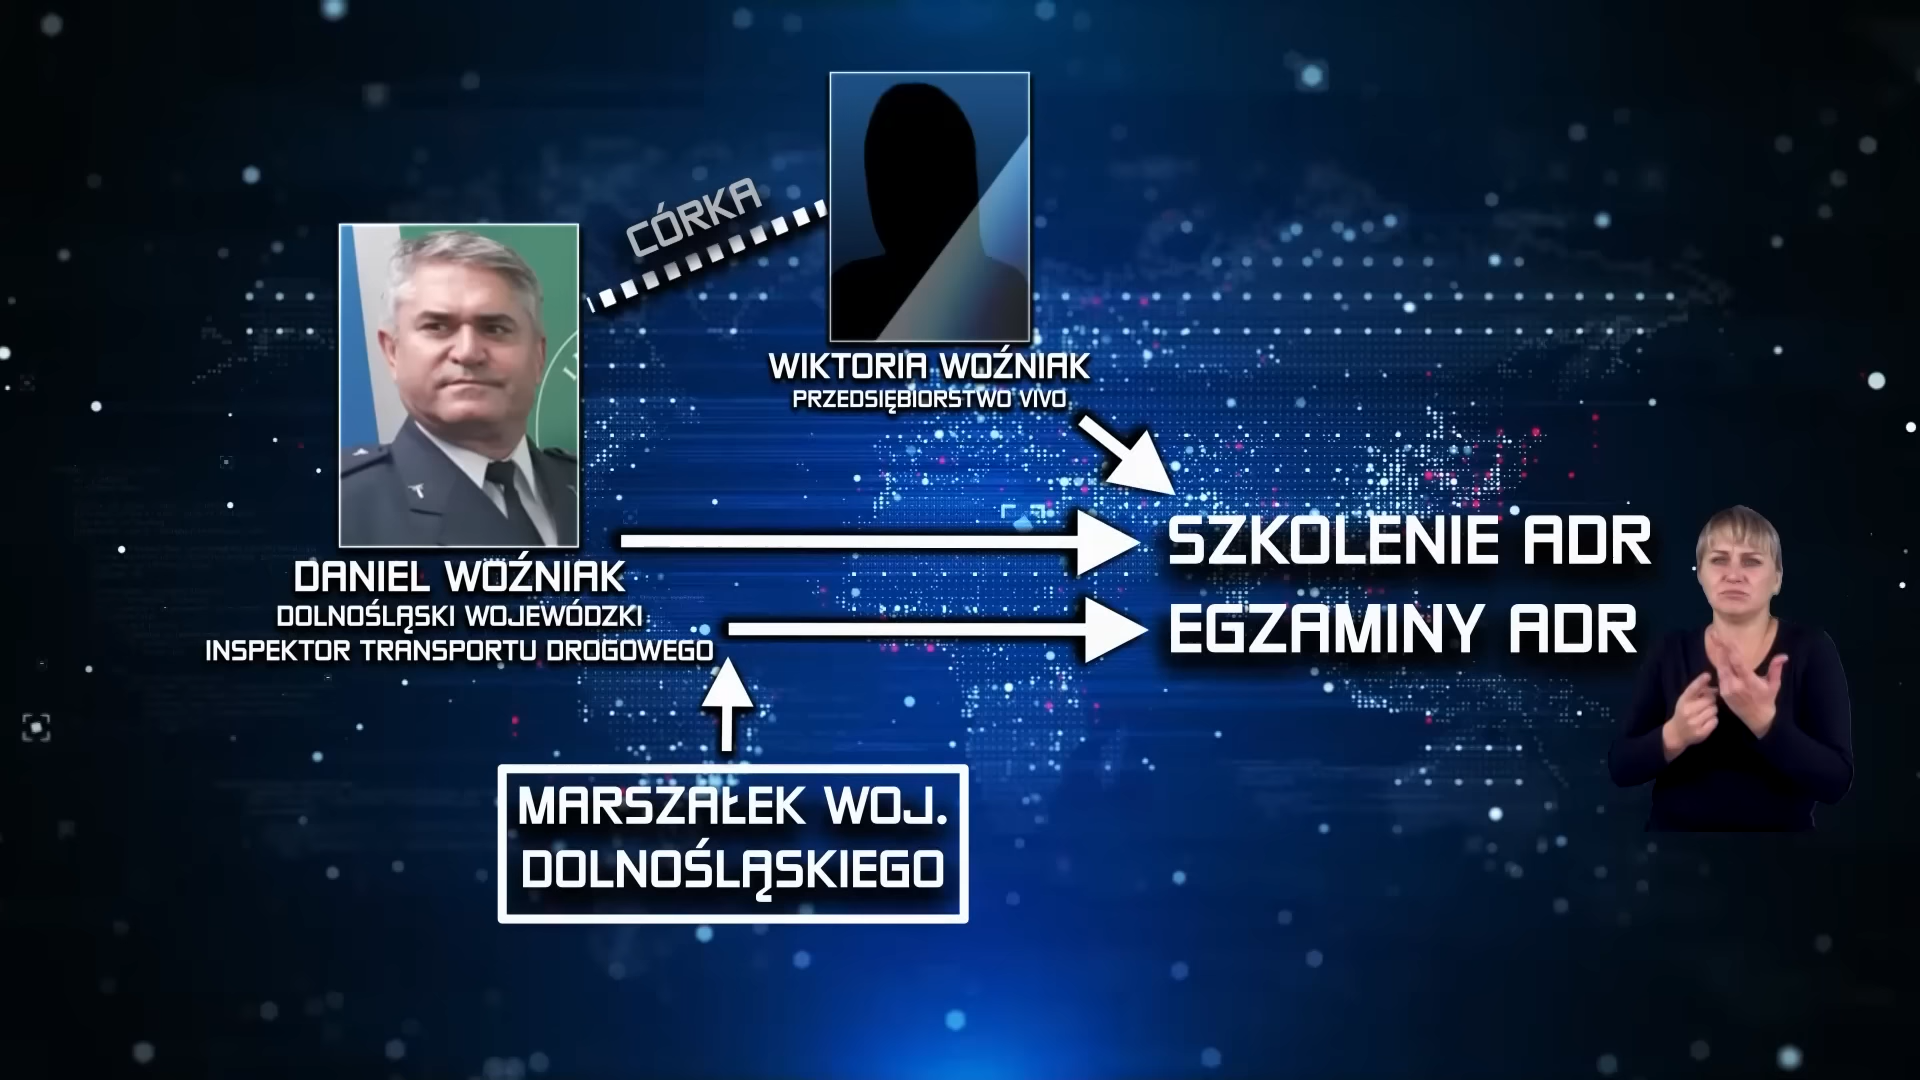 CÓRKA
WIKTORIA WOŹNIAK
PRZEDSIĘBIORSTWO VIVO
SZKOLENIE ADR
DANIEL WOŹNIAK
DOLNOŚLĄSKI WOJEWÓDZKI
INSPEKTOR TRANSPORTU DROGOWEGO
EGZAMINY ADR
MARSZAŁEK WOJ.
DOLNOŚLĄSKIEGO